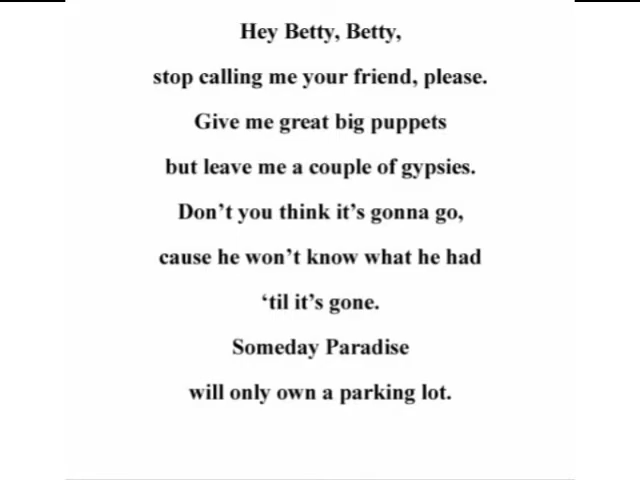 Hey Betty, Betty,
stop calling me your friend, please.
Give me great big puppets
but leave me a couple of gypsies.
Don’t you think it’s gonna go,
cause he won’t know what he had
‘til it’s gone.
Someday Paradise
will only own a parking lot.